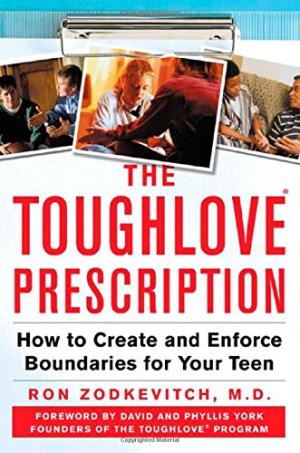 THE
TOUGHLOVE®
PRESCRIPTION
How to Create and Enforce
Boundaries for Your Teen
RON ZODKEVITCH, M.D.
FOREWORD BY DAVID AND PHYLLIS YORK
FOUNDERS OF THE TOUGHLOVE® PROGRAM